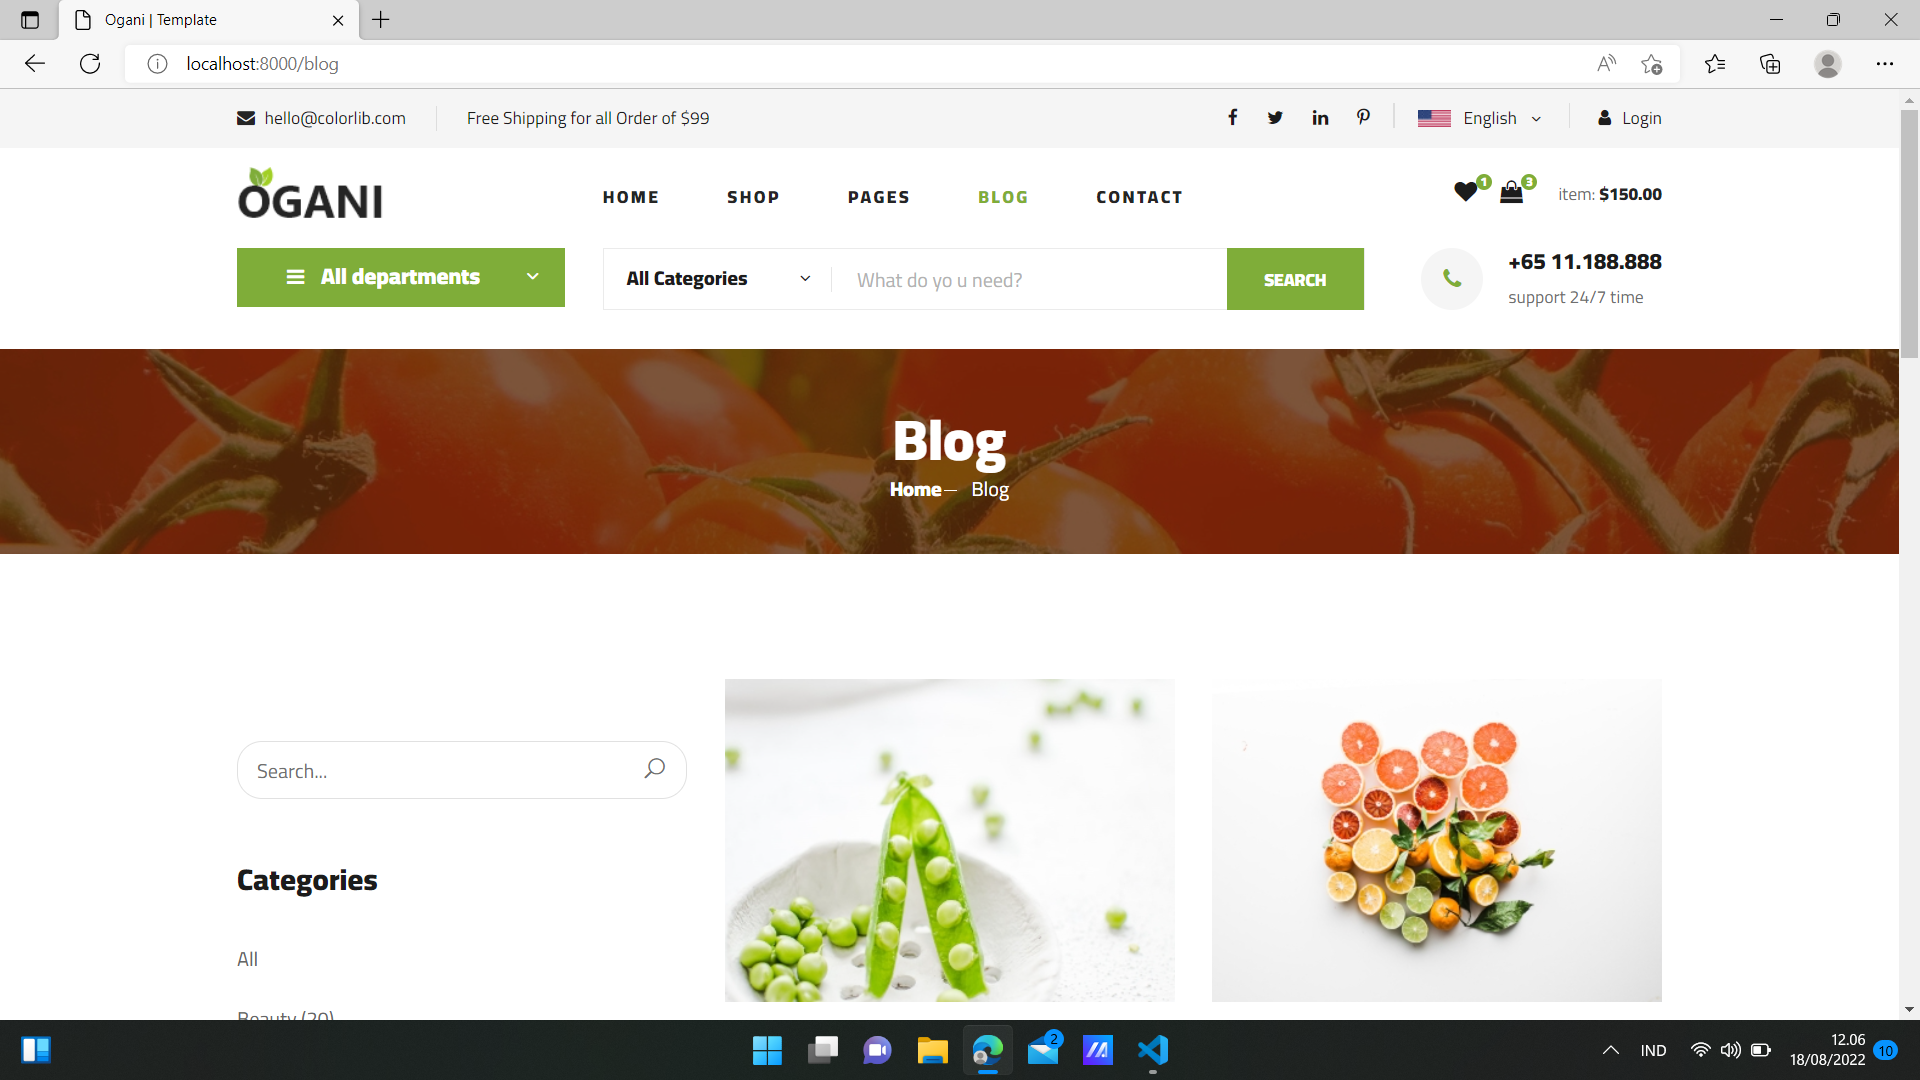 Ogani | Template
localhost:8000/blog
hello@colorlib.com Free Shipping for all Order of $99 English Login
OGANI HOME SHOP PAGES BLOG CONTACT 1 3 item: $150.00
All departments All Categories What do yo u need? SEARCH +65 11.188.888
support 24/7 time
Blog
Home Blog
Search...
Categories
All
Beauty (20)
2
IND 12.06
18/08/2022 10